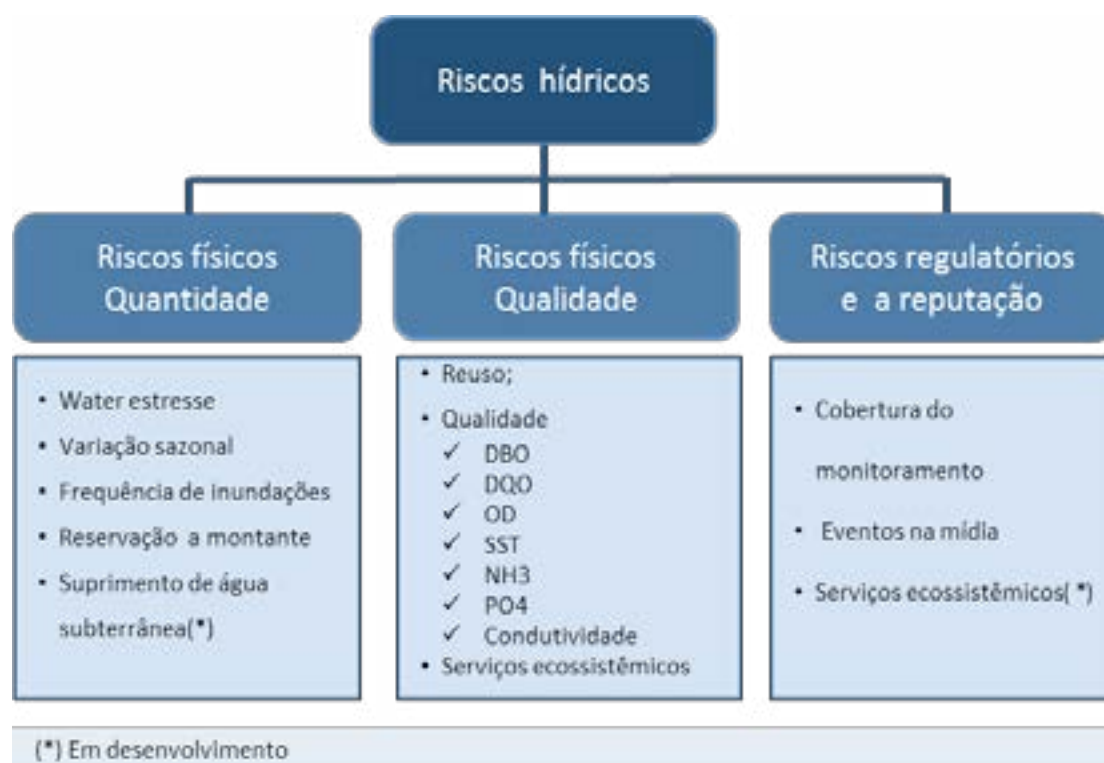 Riscos hídricos
Riscos físicos
Quantidade
Riscos físicos
Qualidade
Riscos regulatórios
e a reputação
• Water estresse
• Variação sazonal
• Frequência de inundações
• Reservação a montante
• Suprimento de água
subterrânea(*)
• Reuso;
• Qualidade
✓ DBO
✓ DQO
✓ OD
✓ SST
✓ NH3
✓ PO4
✓ Condutividade
• Serviços ecossistêmicos
• Cobertura do
monitoramento
• Eventos na mídia
• Serviços ecossistêmicos( *)
(*) Em desenvolvimento